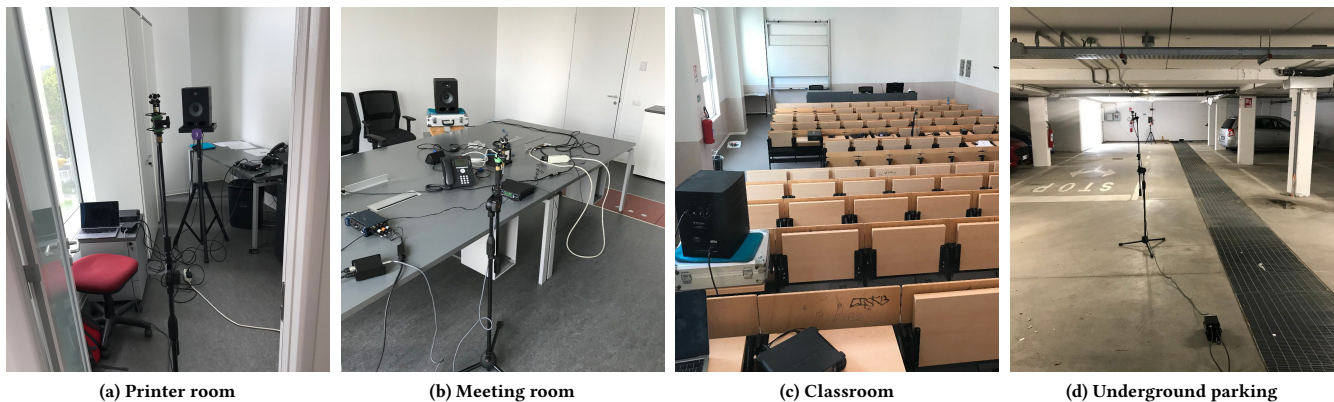 STOP
(a) Printer room
(b) Meeting room
(c) Classroom
(d) Underground parking